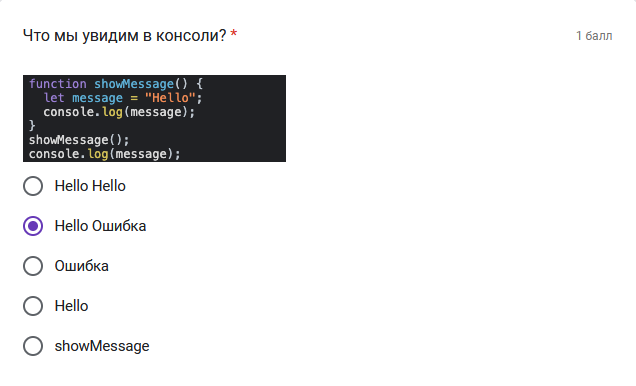 Что мы увидим в консоли? *
1 балл
function showMessage() {
  let message = "Hello";
  console.log(message);
}
showMessage();
console.log(message);
Hello Hello
Hello Ошибка
Ошибка
Hello
showMessage